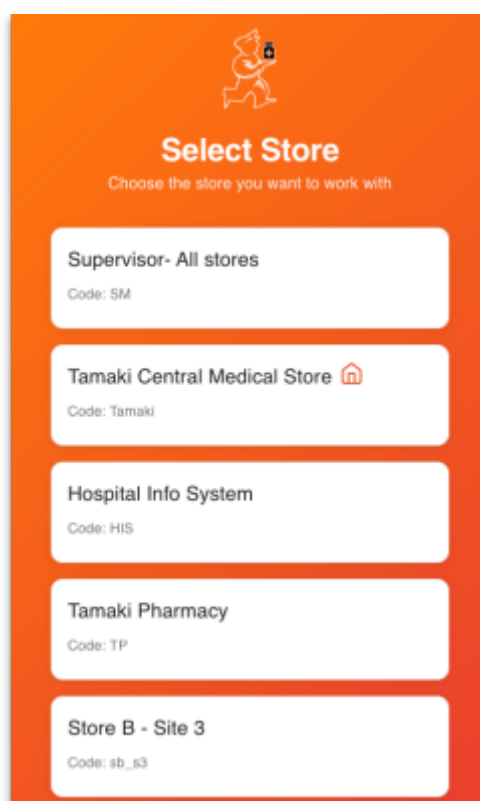 Select Store
Choose the store you want to work with
Supervisor- All stores
Code: SM
Tamaki Central Medical Store
Code: Tamaki
Hospital Info System
Code: HIS
Tamaki Pharmacy
Code: TP
Store B - Site 3
Code: sb_s3